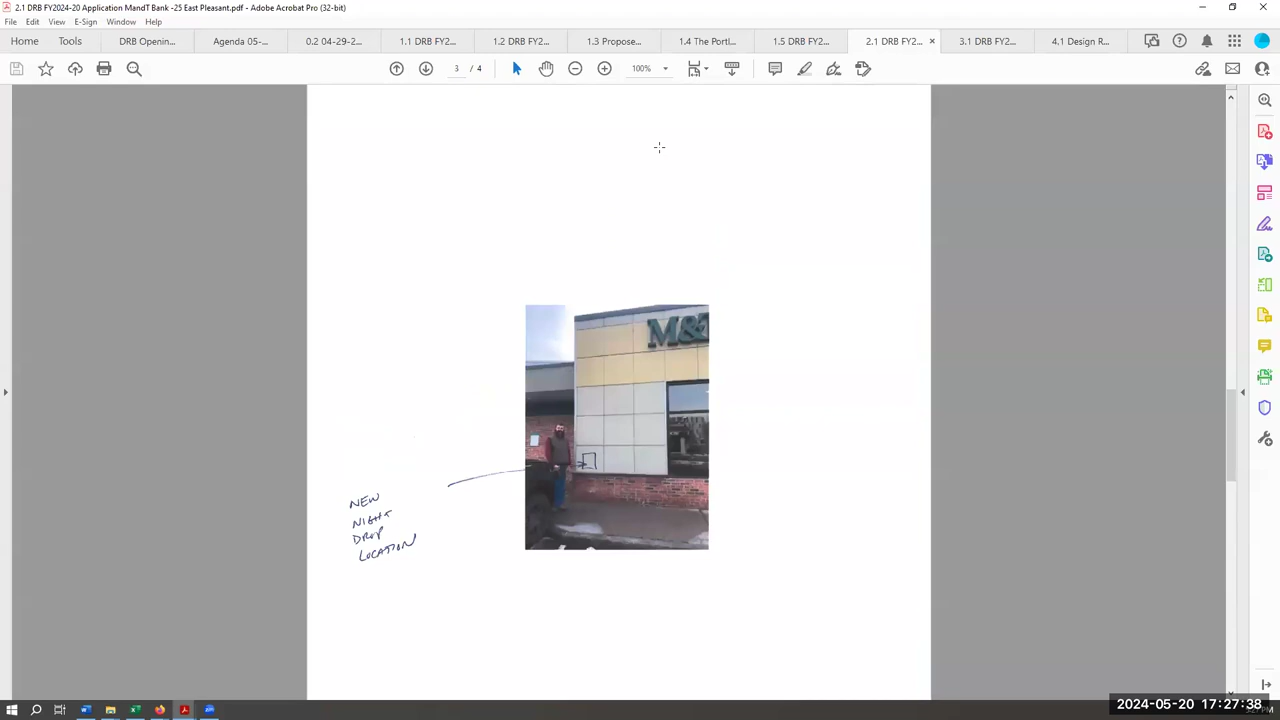 2.1 DRB FY2024-20 Application MandT Bank -25 East Pleasant.pdf - Adobe Acrobat Pro (32-bit)
File Edit View E-Sign Window Help
Home Tools DRB Openin... Agenda 05-... 0.2 04-29-2... 1.1 DRB FY2... 1.2 DRB FY2... 1.3 Propose... 1.4 The Portl... 1.5 DRB FY2... 2.1 DRB FY2... 3.1 DRB FY2... 4.1 Design R...
3 / 4 100%
M&T
NEW
NIGHT
DROP
LOCATION
2024-05-20 17:27:38